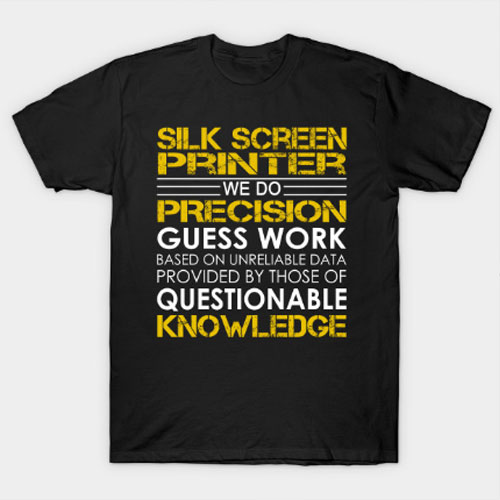 SILK SCREEN
PRINTER
WE DO
PRECISION
GUESS WORK
BASED ON UNRELIABLE DATA
PROVIDED BY THOSE OF
QUESTIONABLE
KNOWLEDGE